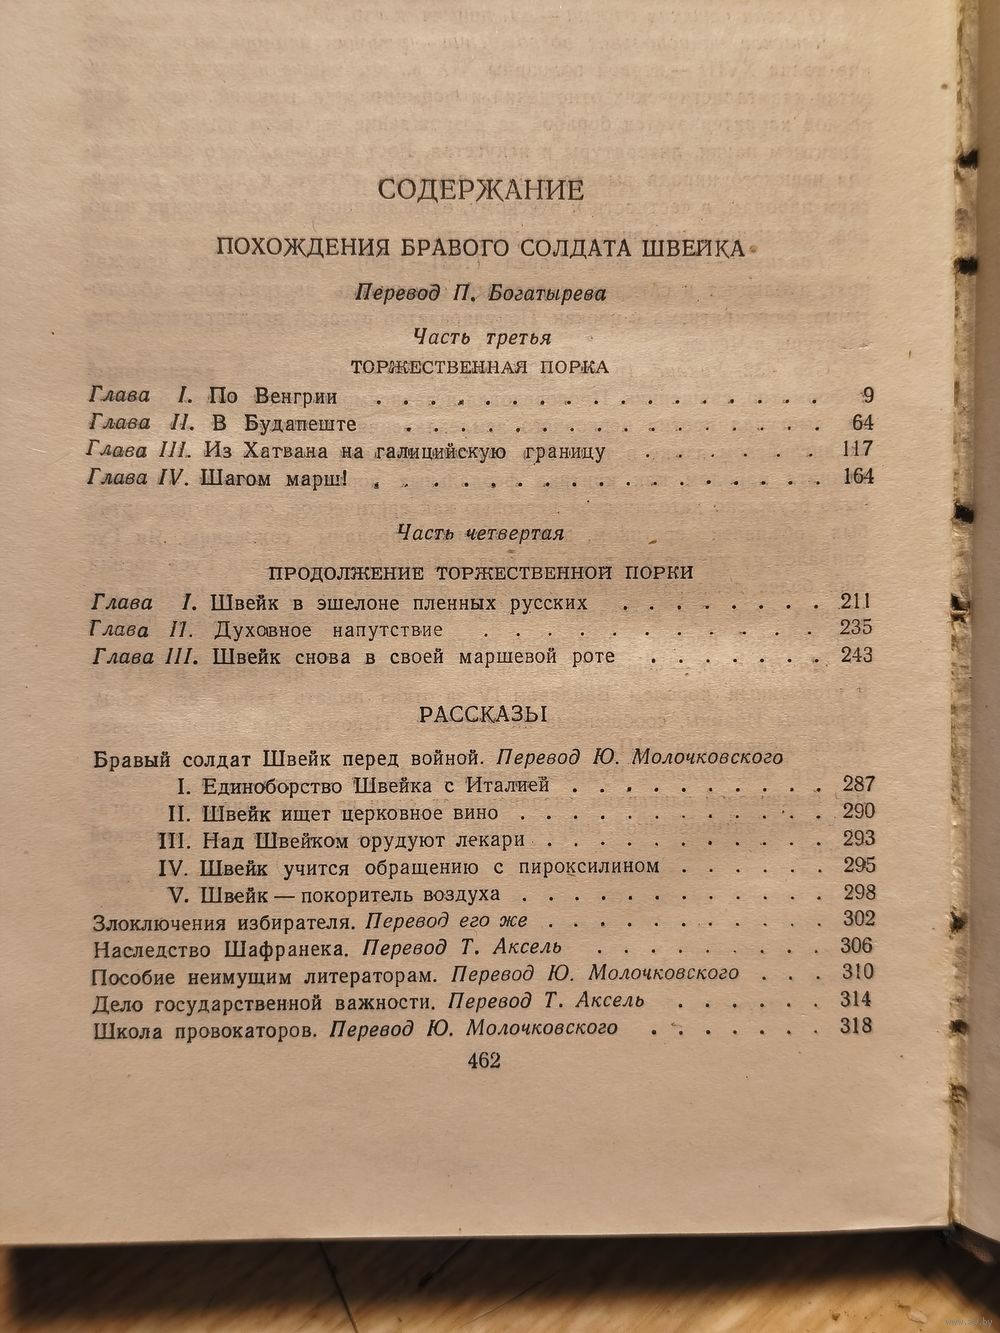 СОДЕРЖАНИЕ
ПОХОЖДЕНИЯ БРАВОГО СОЛДАТА ШВЕЙКА
Перевод П. Богатырева
Часть третья
ТОРЖЕСТВЕННАЯ ПОРКА
Глава I. По Венгрии . . . . . . . . . . . . . . . . . 9
Глава II. В Будапеште . . . . . . . . . . . . . . . . 64
Глава III. Из Хатвана на галицийскую границу . . . . . . . 117
Глава IV. Шагом марш! . . . . . . . . . . . . . . . . 164
Часть четвертая
ПРОДОЛЖЕНИЕ ТОРЖЕСТВЕННОЙ ПОРКИ
Глава I. Швейк в эшелоне пленных русских . . . . . . . . 211
Глава II. Духовное напутствие . . . . . . . . . . . . . 235
Глава III. Швейк снова в своей маршевой роте . . . . . . . 243
РАССКАЗЫ
Бравый солдат Швейк перед войной. Перевод Ю. Молочковского
I. Единоборство Швейка с Италией . . . . . . . . . . 287
II. Швейк ищет церковное вино . . . . . . . . . . . . 290
III. Над Швейком орудуют лекари . . . . . . . . . . . 293
IV. Швейк учится обращению с пироксилином . . . . . . 295
V. Швейк — покоритель воздуха . . . . . . . . . . . . 298
Злоключения избирателя. Перевод его же . . . . . . . . . . . 302
Наследство Шафранека. Перевод Т. Аксель . . . . . . . . . 306
Пособие неимущим литераторам. Перевод Ю. Молочковского . . . 310
Дело государственной важности. Перевод Т. Аксель . . . . . . 314
Школа провокаторов. Перевод Ю. Молочковского . . . . . . . 318
462